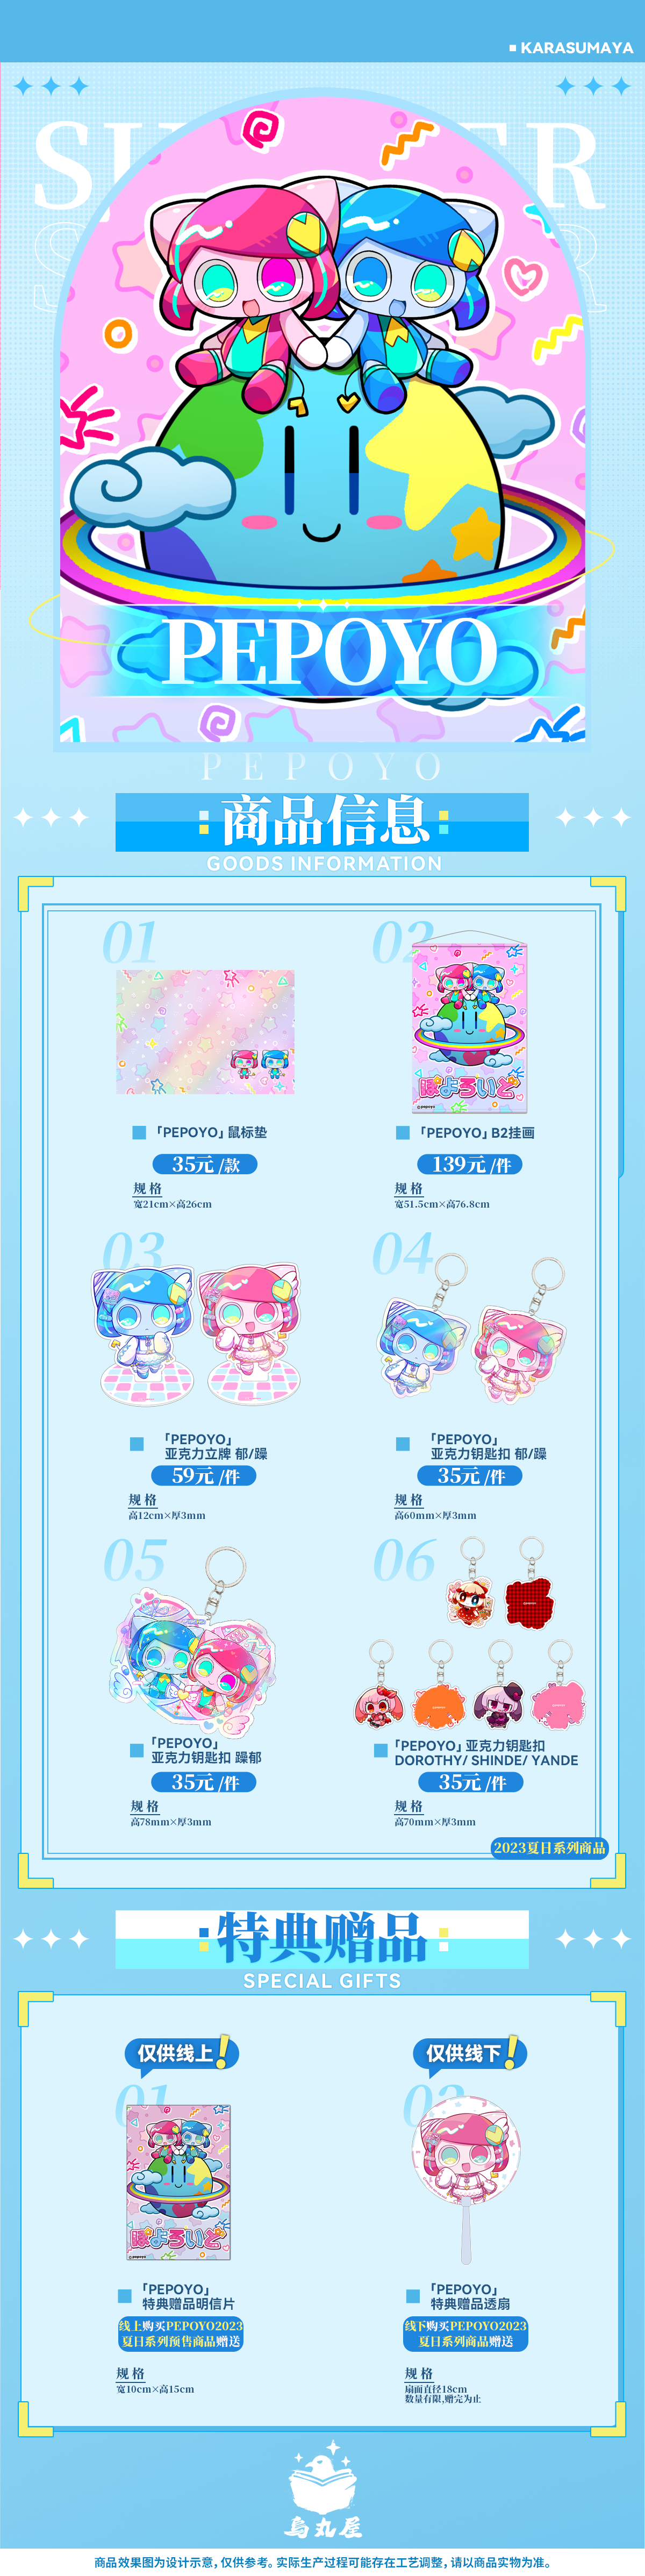 KARASUMAYA
PEPOYO
PEPOYO
商品信息
GOODS INFORMATION
01
02
ぽよろいど
「PEPOYO」鼠标垫
35元/款
规格
宽21cm×高26cm
「PEPOYO」B2挂画
139元/件
规格
宽51.5cm×高76.8cm
03
04
「PEPOYO」
亚克力立牌 郁/躁
59元/件
规格
高12cm×厚3mm
「PEPOYO」
亚克力钥匙扣 郁/躁
35元/件
规格
高60mm×厚3mm
05
06
「PEPOYO」
亚克力钥匙扣 躁郁
35元/件
规格
高78mm×厚3mm
「PEPOYO」亚克力钥匙扣
DOROTHY/ SHINDE/ YANDE
35元/件
规格
高70mm×厚3mm
2023夏日系列商品
特典赠品
SPECIAL GIFTS
仅供线上!
仅供线下!
01
02
ぽよろいど
「PEPOYO」
特典赠品明信片
线上购买PEPOYO2023
夏日系列预售商品赠送
规格
宽10cm×高15cm
「PEPOYO」
特典赠品透扇
线下购买PEPOYO2023
夏日系列商品赠送
规格
扇面直径18cm
数量有限,赠完为止
烏丸屋
商品效果图为设计示意，仅供参考。实际生产过程可能存在工艺调整，请以商品实物为准。